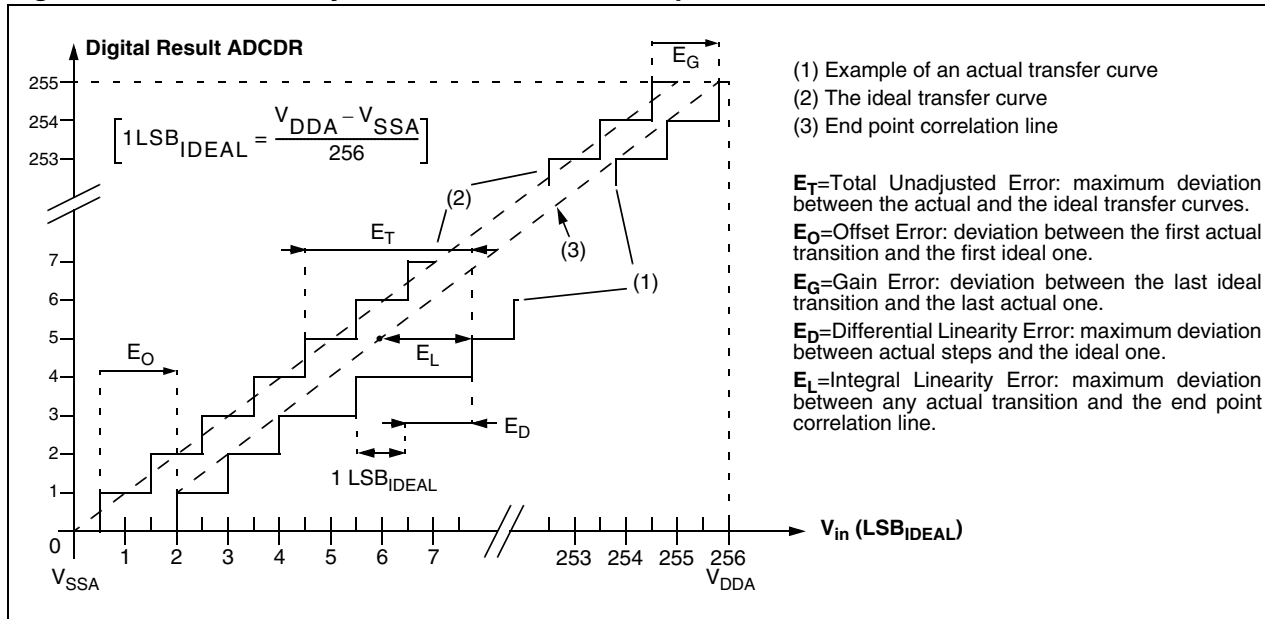 Digital Result ADCDR
255
254
253
7
6
5
4
3
2
1
0
1LSB_IDEAL = (V_DDA – V_SSA) / 256
E_G
(2)
(3)
(1)
E_T
E_O
E_L
E_D
1 LSB_IDEAL
1 2 3 4 5 6 7 253 254 255 256
V_in (LSB_IDEAL)
V_SSA
V_DDA
(1) Example of an actual transfer curve
(2) The ideal transfer curve
(3) End point correlation line
E_T=Total Unadjusted Error: maximum deviation
between the actual and the ideal transfer curves.
E_O=Offset Error: deviation between the first actual
transition and the first ideal one.
E_G=Gain Error: deviation between the last ideal
transition and the last actual one.
E_D=Differential Linearity Error: maximum deviation
between actual steps and the ideal one.
E_L=Integral Linearity Error: maximum deviation
between any actual transition and the end point
correlation line.